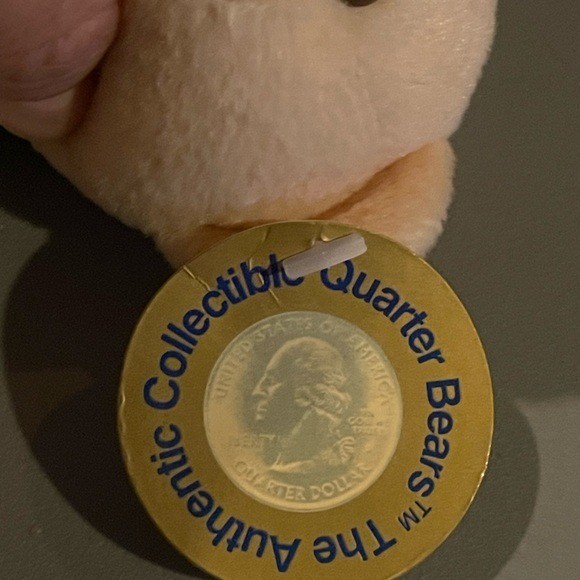 The Authentic Collectible Quarter Bears™
UNITED STATES OF AMERICA
LIBERTY
IN GOD WE TRUST
QUARTER DOLLAR